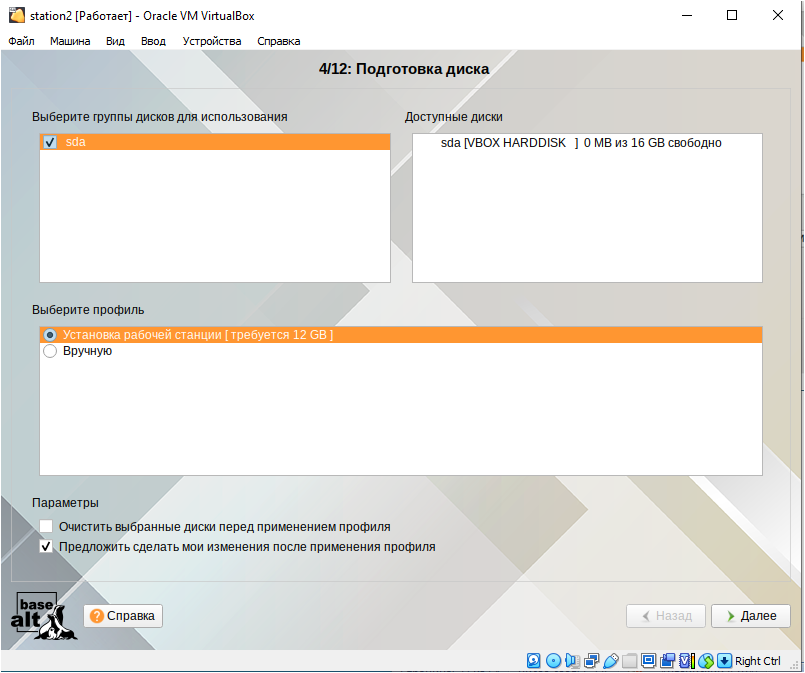 station2 [Работает] - Oracle VM VirtualBox
Файл Машина Вид Ввод Устройства Справка
4/12: Подготовка диска
Выберите группы дисков для использования
sda
Доступные диски
sda [VBOX HARDDISK ] 0 MB из 16 GB свободно
Выберите профиль
Установка рабочей станции [ требуется 12 GB ]
Вручную
Параметры
Очистить выбранные диски перед применением профиля
Предложить сделать мои изменения после применения профиля
base
alt
Справка
Назад
Далее
Right Ctrl